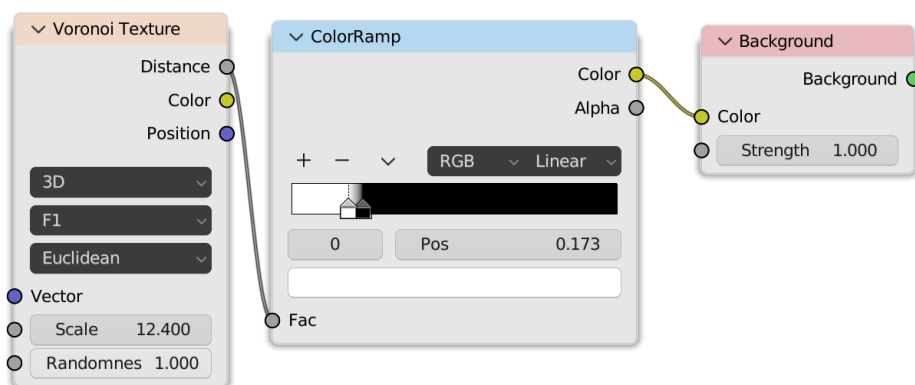 Voronoi Texture
Distance
Color
Position
3D
F1
Euclidean
Vector
Scale 12.400
Randomnes 1.000
ColorRamp
Color
Alpha
+ − RGB Linear
0 Pos 0.173
Fac
Background
Background
Color
Strength 1.000